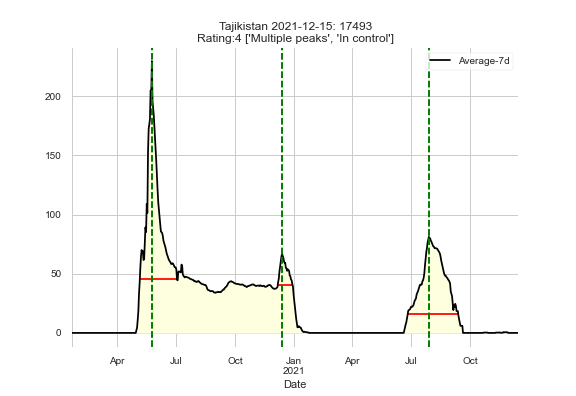 Tajikistan 2021-12-15: 17493
Rating:4 ['Multiple peaks', 'In control']
Average-7d
200
150
100
50
0
Apr Jul Oct Jan Apr Jul Oct
2021
Date